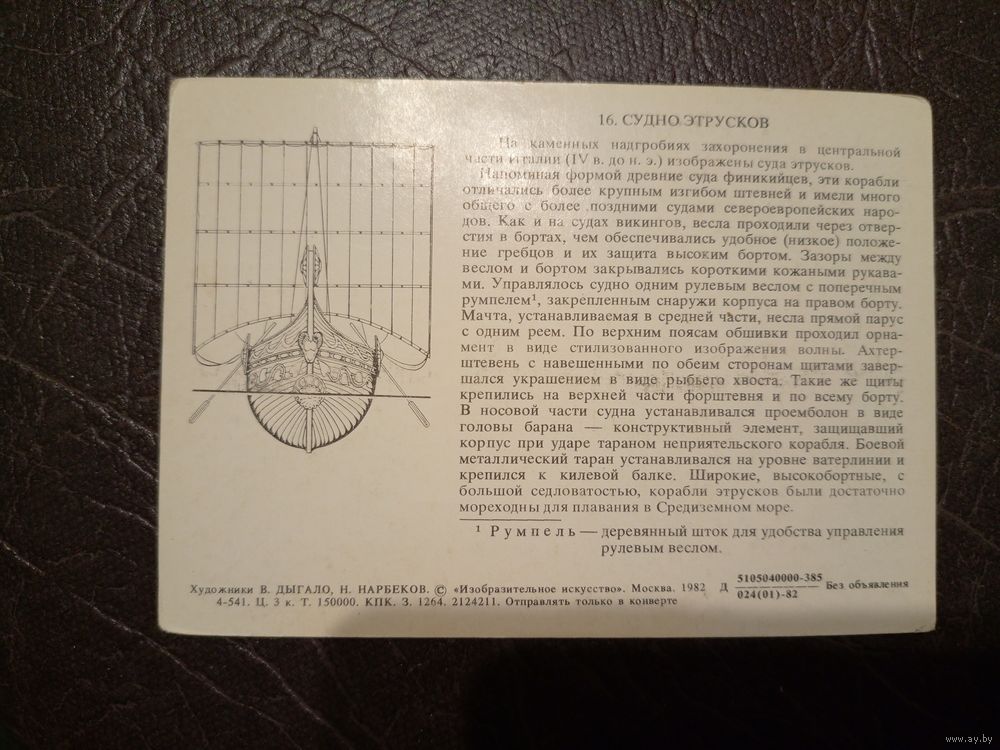 16. СУДНО ЭТРУСКОВ
На каменных надгробиях захоронения в центральной
части Италии (IV в. до н. э.) изображены суда этрусков.
Напоминая формой древние суда финикийцев, эти корабли
отличались более крупным изгибом штевней и имели много
общего с более поздними судами североевропейских наро-
дов. Как и на судах викингов, весла проходили через отвер-
стия в бортах, чем обеспечивались удобное (низкое) положе-
ние гребцов и их защита высоким бортом. Зазоры между
веслом и бортом закрывались короткими кожаными рукава-
ми. Управлялось судно одним рулевым веслом с поперечным
румпелем¹, закрепленным снаружи корпуса на правом борту.
Мачта, устанавливаемая в средней части, несла прямой парус
с одним реем. По верхним поясам обшивки проходил орна-
мент в виде стилизованного изображения волны. Ахтер-
штевень с навешенными по обеим сторонам щитами завер-
шался украшением в виде рыбьего хвоста. Такие же щиты
крепились на верхней части форштевня и по всему борту.
В носовой части судна устанавливался проемболон в виде
головы барана — конструктивный элемент, защищавший
корпус при ударе тараном неприятельского корабля. Боевой
металлический таран устанавливался на уровне ватерлинии и
крепился к килевой балке. Широкие, высокобортные, с
большой седловатостью, корабли этрусков были достаточно
мореходны для плавания в Средиземном море.
¹ Румпель — деревянный шток для удобства управления
рулевым веслом.
Художники В. ДЫГАЛО, Н. НАРБЕКОВ. © «Изобразительное искусство». Москва. 1982 Д 5105040000-385 Без объявления
024(01)-82
4-541. Ц. 3 к. Т. 150000. КПК. З. 1264. 2124211. Отправлять только в конверте
www.ay.by